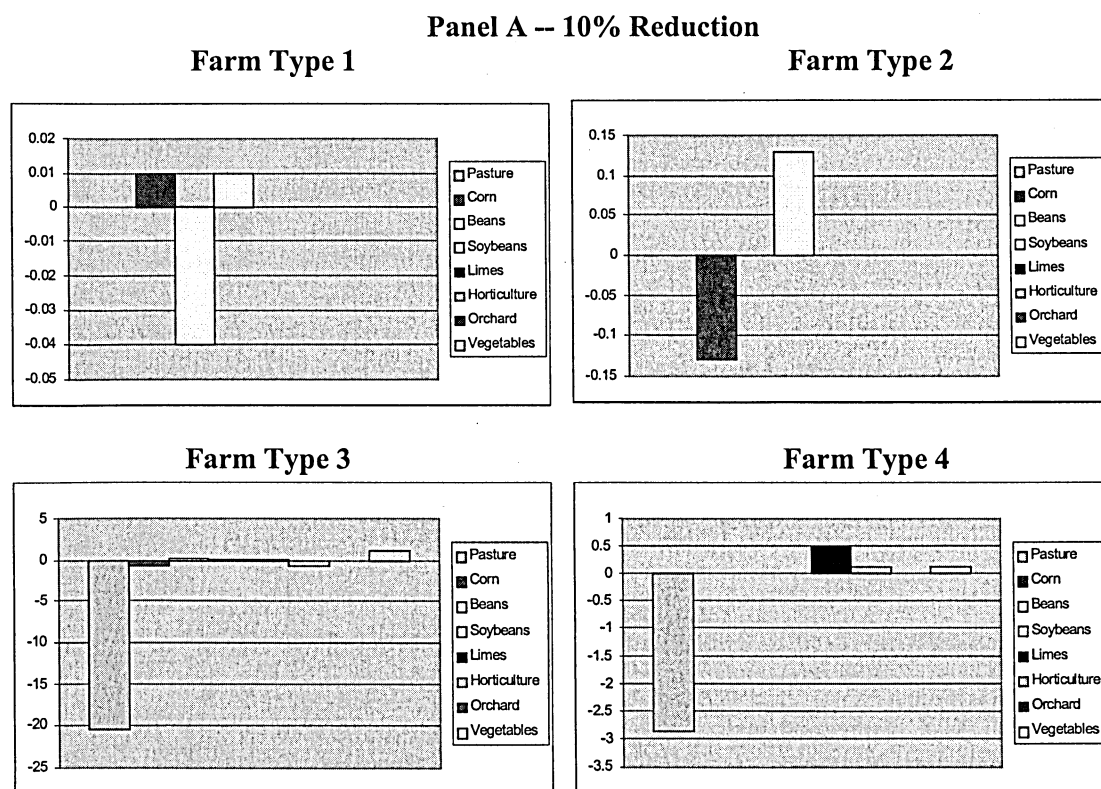 Panel A -- 10% Reduction
Farm Type 1
0.02
0.01
0
-0.01
-0.02
-0.03
-0.04
-0.05
Pasture
Corn
Beans
Soybeans
Limes
Horticulture
Orchard
Vegetables
Farm Type 2
0.15
0.1
0.05
0
-0.05
-0.1
-0.15
Pasture
Corn
Beans
Soybeans
Limes
Horticulture
Orchard
Vegetables
Farm Type 3
5
0
-5
-10
-15
-20
-25
Pasture
Corn
Beans
Soybeans
Limes
Horticulture
Orchard
Vegetables
Farm Type 4
1
0.5
0
-0.5
-1
-1.5
-2
-2.5
-3
-3.5
Pasture
Corn
Beans
Soybeans
Limes
Horticulture
Orchard
Vegetables